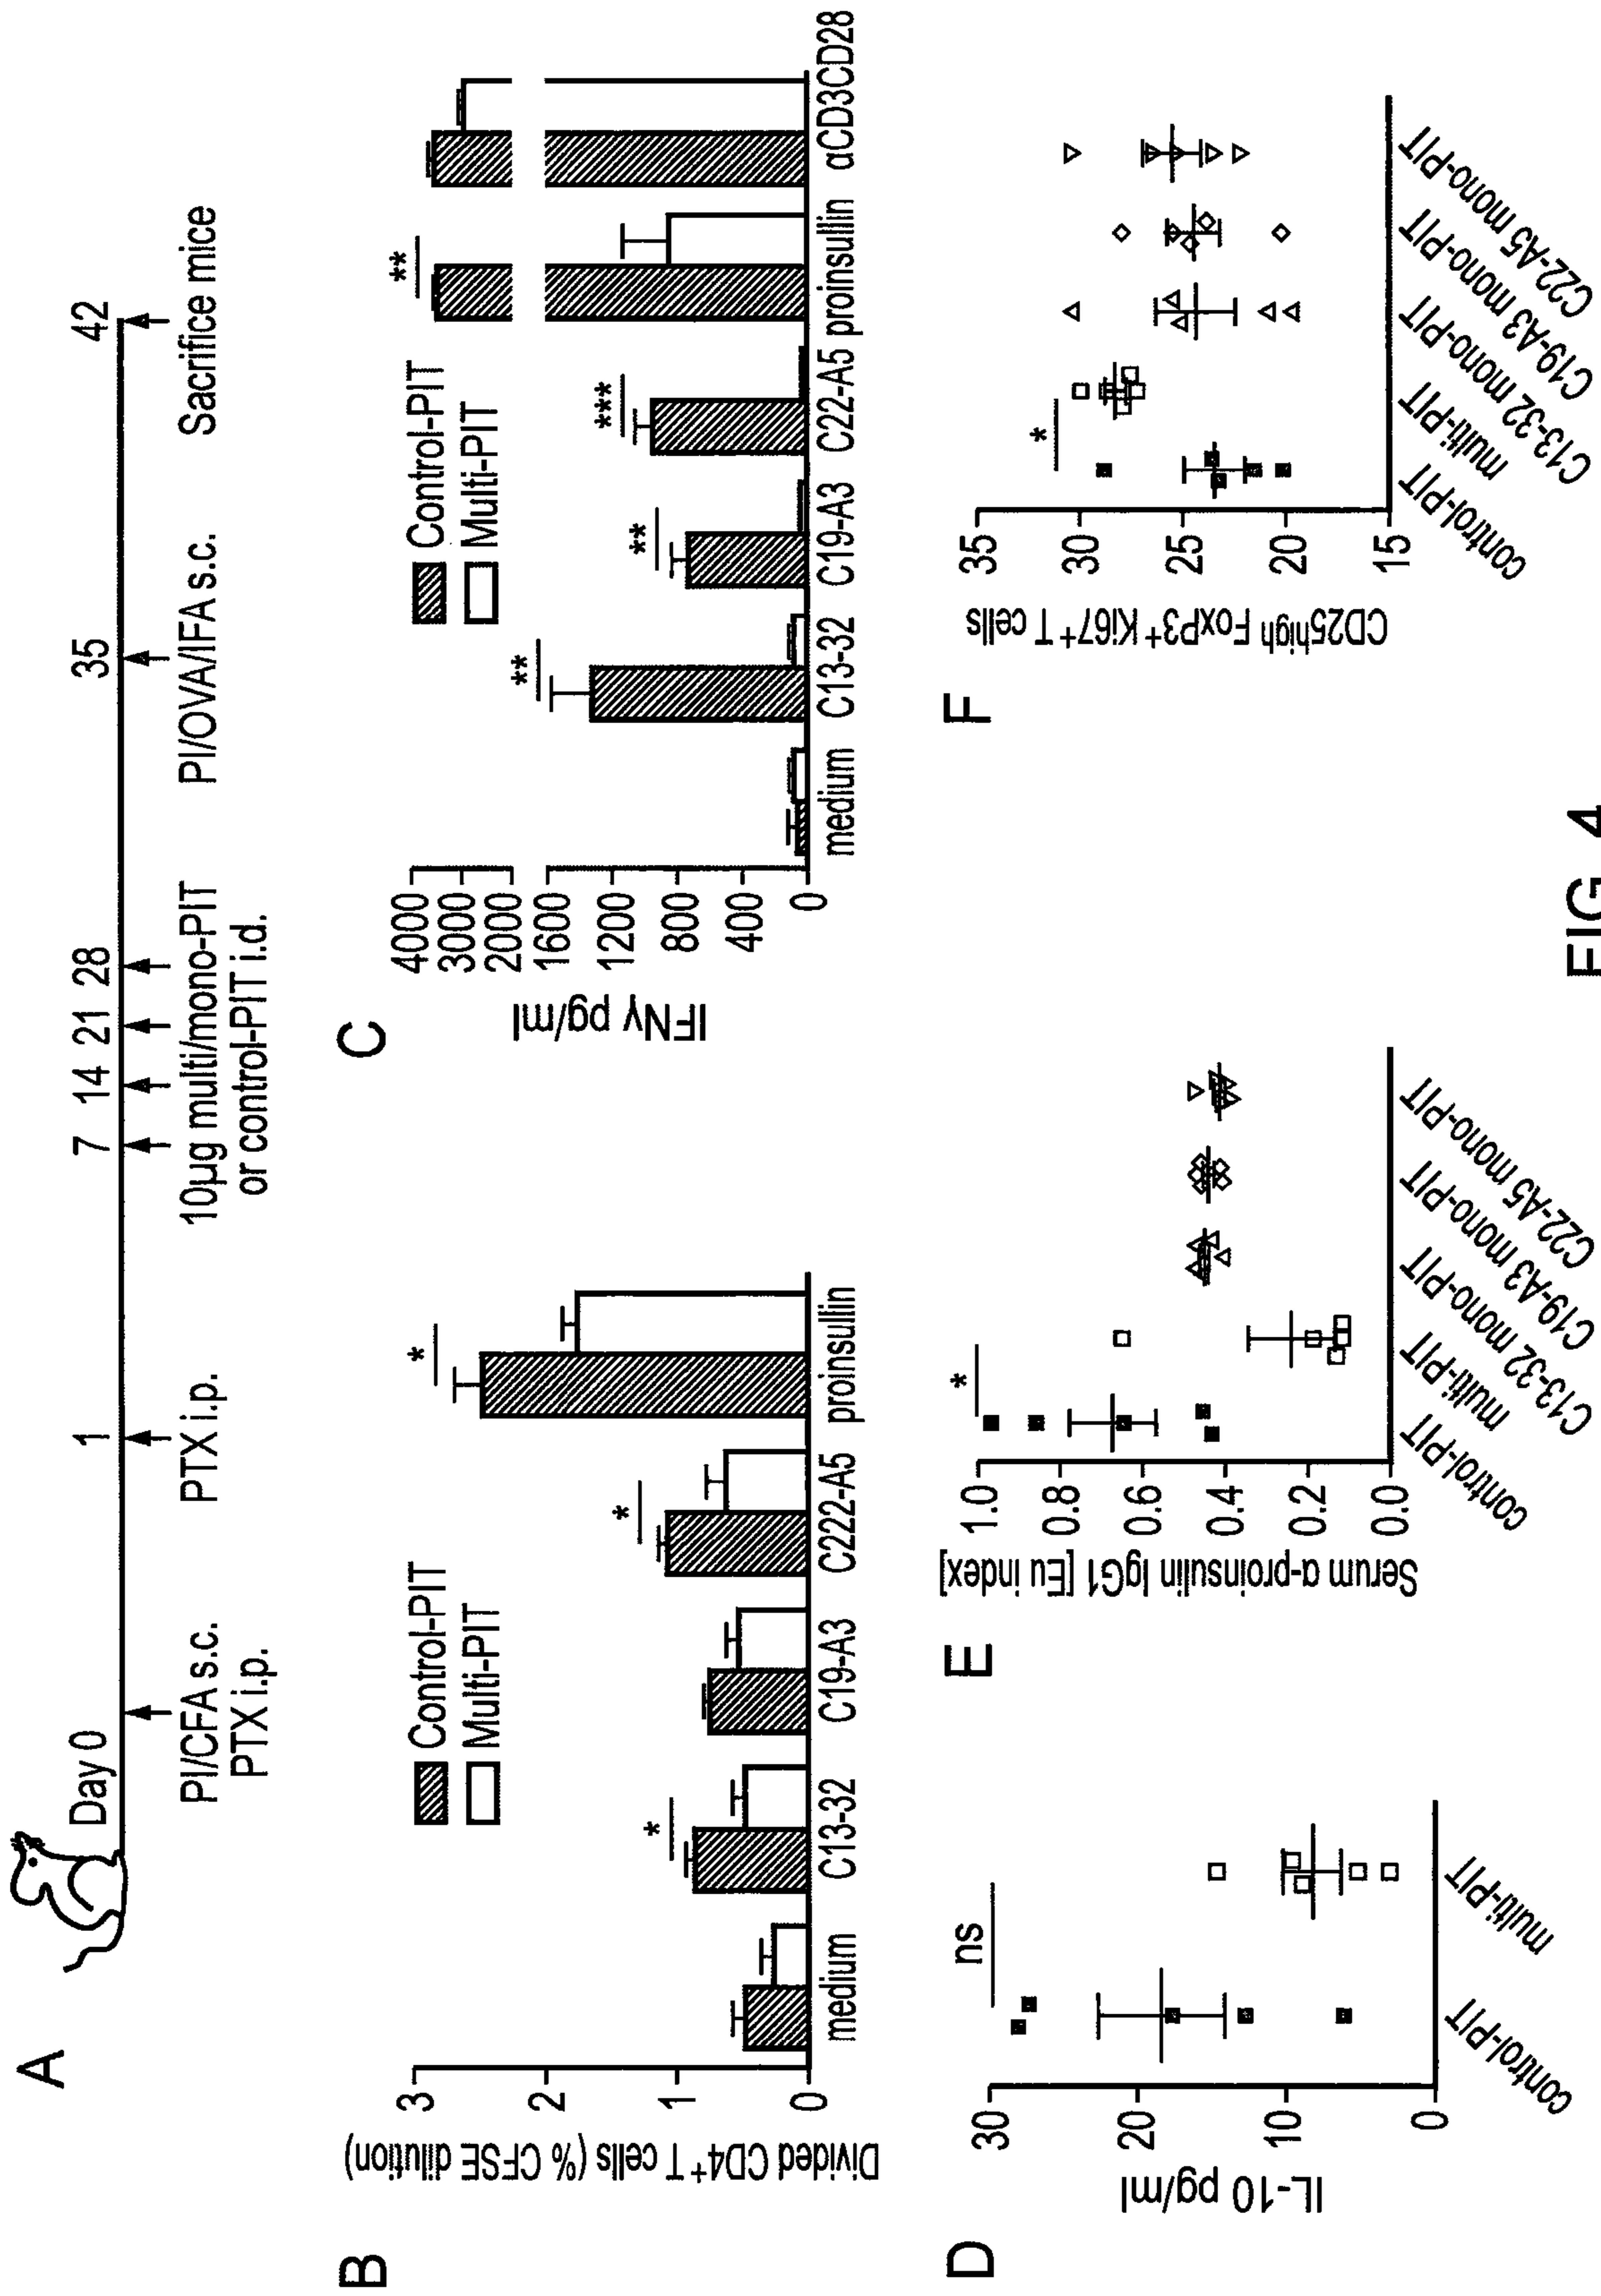 A
Day 0
1
7
14
21
28
35
42
PI/CFA s.c.
PTX i.p.
PTX i.p.
10µg multi/mono-PIT
or control-PIT i.d.
PI/OVA/IFA s.c.
Sacrifice mice
B
Divided CD4+T cells (% CFSE dilution)
3
2
1
0
Control-PIT
Multi-PIT
*
*
*
medium
C13-32
C19-A3
C222-A5
proinsullin
C
IFNγ pg/ml
4000
3000
2000
1600
1200
800
400
0
Control-PIT
Multi-PIT
**
**
***
**
medium
C13-32
C19-A3
C22-A5
proinsullin
αCD3CD28
D
IL-10 pg/ml
30
20
10
0
ns
control-PIT
multi-PIT
E
Serum α-proinsulin IgG1 [Eu index]
1.0
0.8
0.6
0.4
0.2
0.0
*
control-PIT
multi-PIT
C13-32 mono-PIT
C19-A3 mono-PIT
C22-A5 mono-PIT
F
CD25high FoxP3+Ki67+T cells
35
30
25
20
15
*
control-PIT
multi-PIT
C13-32 mono-PIT
C19-A3 mono-PIT
C22-A5 mono-PIT
FIG. 4